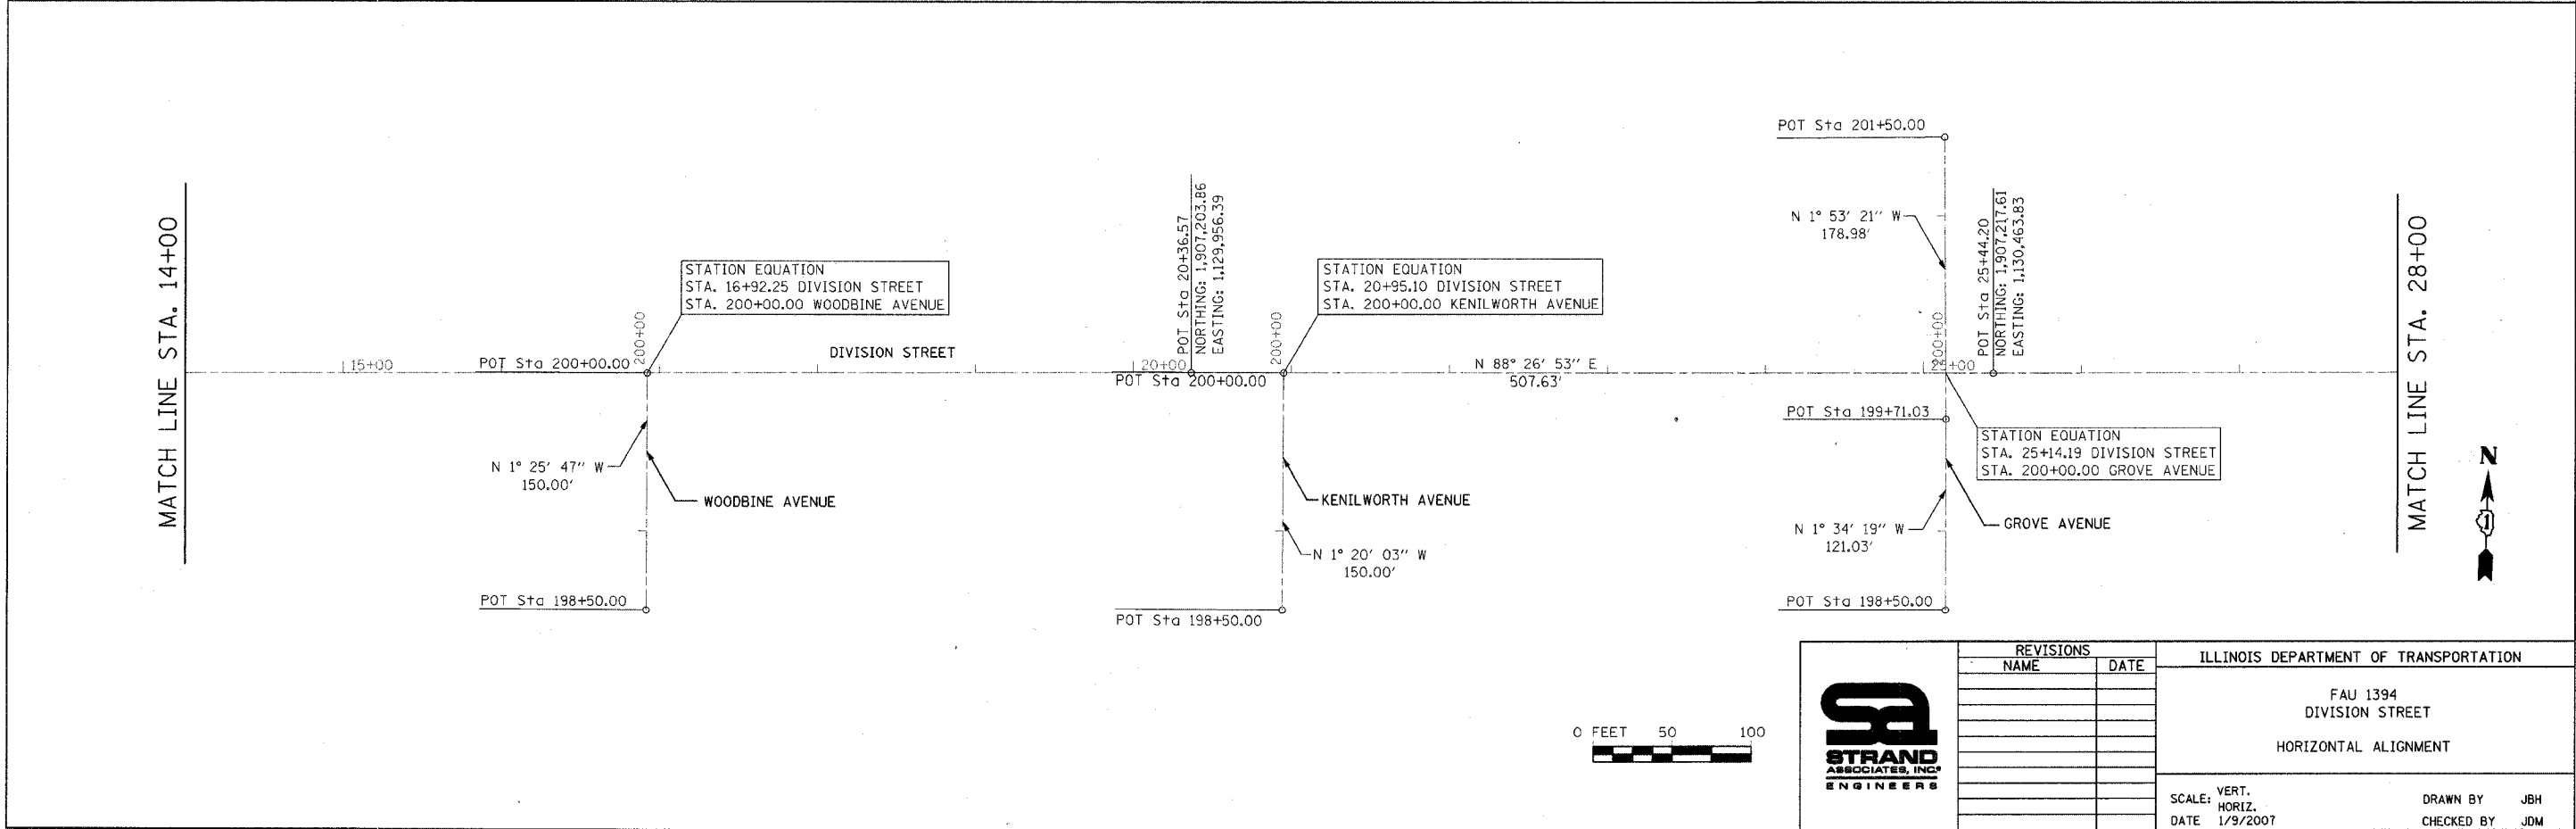 MATCH LINE STA. 14+00
15+00
POT Sta 200+00.00
200+00
STATION EQUATION
STA. 16+92.25 DIVISION STREET
STA. 200+00.00 WOODBINE AVENUE
DIVISION STREET
N 1° 25' 47" W
150.00'
WOODBINE AVENUE
POT Sta 198+50.00
20+00
POT Sta 20+36.57
NORTHING: 1,907,203.86
EASTING: 1,129,956.39
POT Sta 200+00.00
200+00
STATION EQUATION
STA. 20+95.10 DIVISION STREET
STA. 200+00.00 KENILWORTH AVENUE
N 88° 26' 53" E
507.63'
KENILWORTH AVENUE
N 1° 20' 03" W
150.00'
POT Sta 198+50.00
POT Sta 201+50.00
N 1° 53' 21" W
178.98'
200+00
25+00
POT Sta 25+44.20
NORTHING: 1,907,217.61
EASTING: 1,130,463.83
POT Sta 199+71.03
STATION EQUATION
STA. 25+14.19 DIVISION STREET
STA. 200+00.00 GROVE AVENUE
N 1° 34' 19" W
121.03'
GROVE AVENUE
POT Sta 198+50.00
MATCH LINE STA. 28+00
N
0 FEET 50 100
sa
STRAND
ASSOCIATES, INC.®
ENGINEERS
REVISIONS
NAME DATE
ILLINOIS DEPARTMENT OF TRANSPORTATION
FAU 1394
DIVISION STREET
HORIZONTAL ALIGNMENT
SCALE: VERT.
HORIZ.
DATE 1/9/2007
DRAWN BY JBH
CHECKED BY JDM